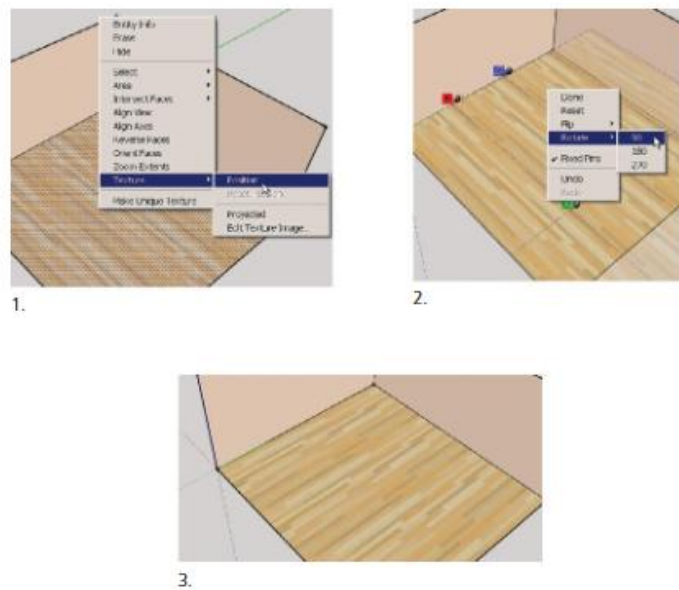 Entity Info
Erase
Hide
Select
Area
Intersect Faces
Align View
Align Axes
Reverse Faces
Orient Faces
Zoom Extents
Texture
Make Unique Texture
Position
Projected
Edit Texture Image...
1.
Done
Reset
Flip
Rotate
Fixed Pins
Undo
90
180
270
2.
3.